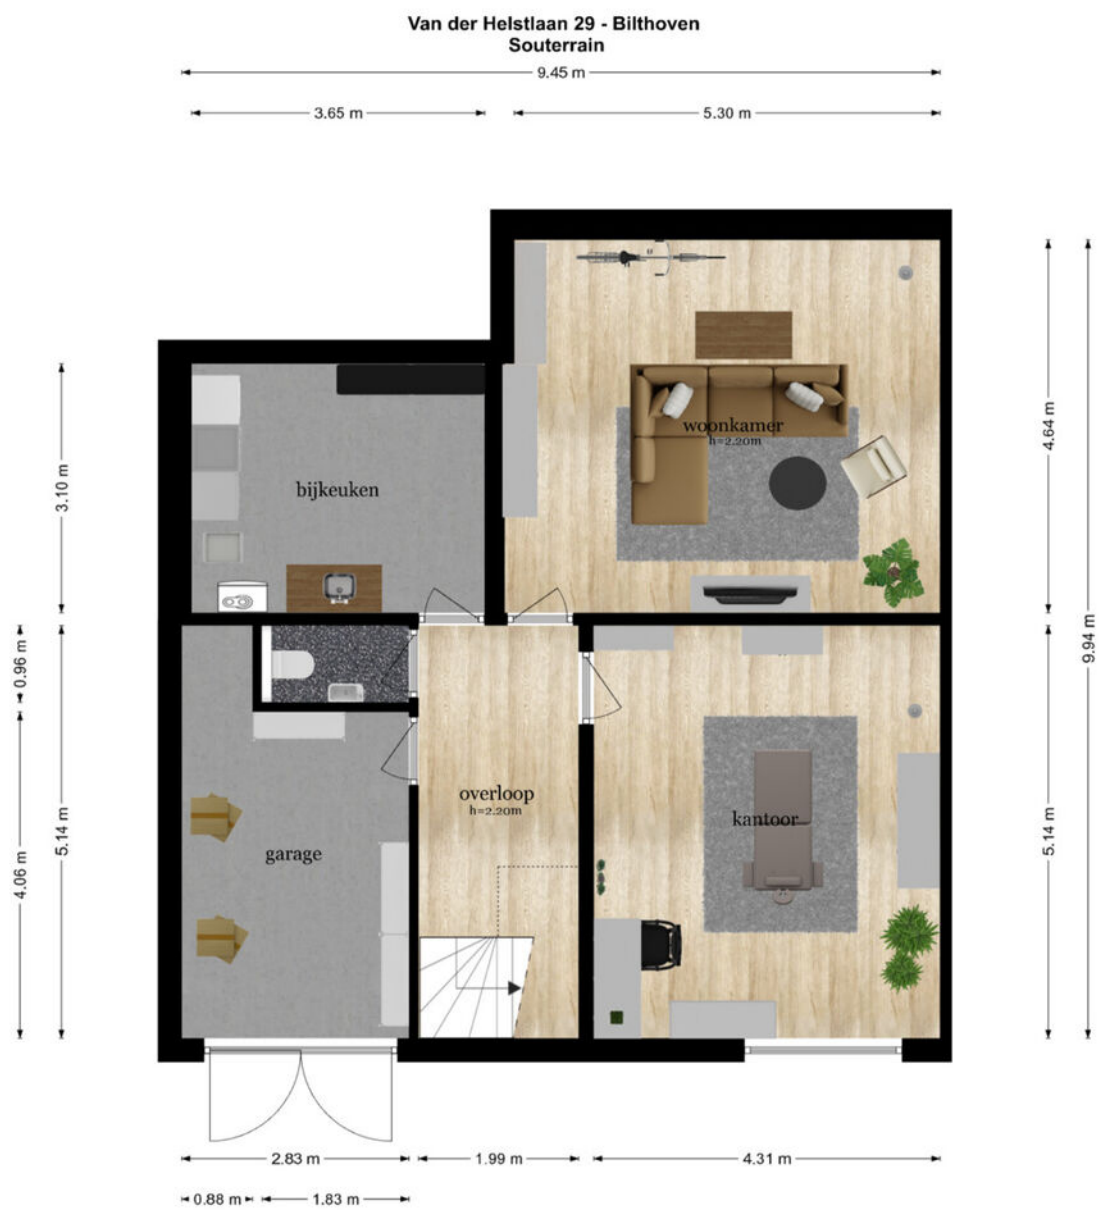 Van der Helstlaan 29 - Bilthoven
Souterrain
9.45 m
3.65 m
5.30 m
woonkamer
h=2.20m
4.64 m
3.10 m
bijkeuken
9.94 m
0.96 m
overloop
h=2.20m
kantoor
5.14 m
5.14 m
garage
4.06 m
2.83 m
1.99 m
4.31 m
0.88 m
1.83 m